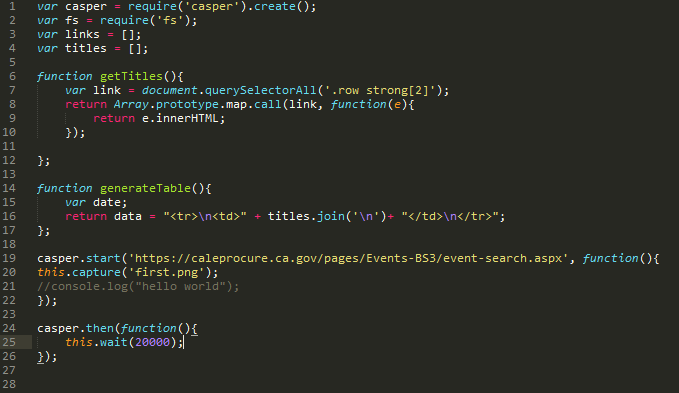 1 var casper = require('casper').create();
2 var fs = require('fs');
3 var links = [];
4 var titles = [];
5
6 function getTitles(){
7 var link = document.querySelectorAll('.row strong[2]');
8 return Array.prototype.map.call(link, function(e){
9 return e.innerHTML;
10 });
11
12 };
13
14 function generateTable(){
15 var date;
16 return data = "<tr>\n<td>" + titles.join('\n')+ "</td>\n</tr>";
17 };
18
19 casper.start('https://caleprocure.ca.gov/pages/Events-BS3/event-search.aspx', function(){
20 this.capture('first.png');
21 //console.log("hello world");
22 });
23
24 casper.then(function(){
25 this.wait(20000);
26 });
27
28